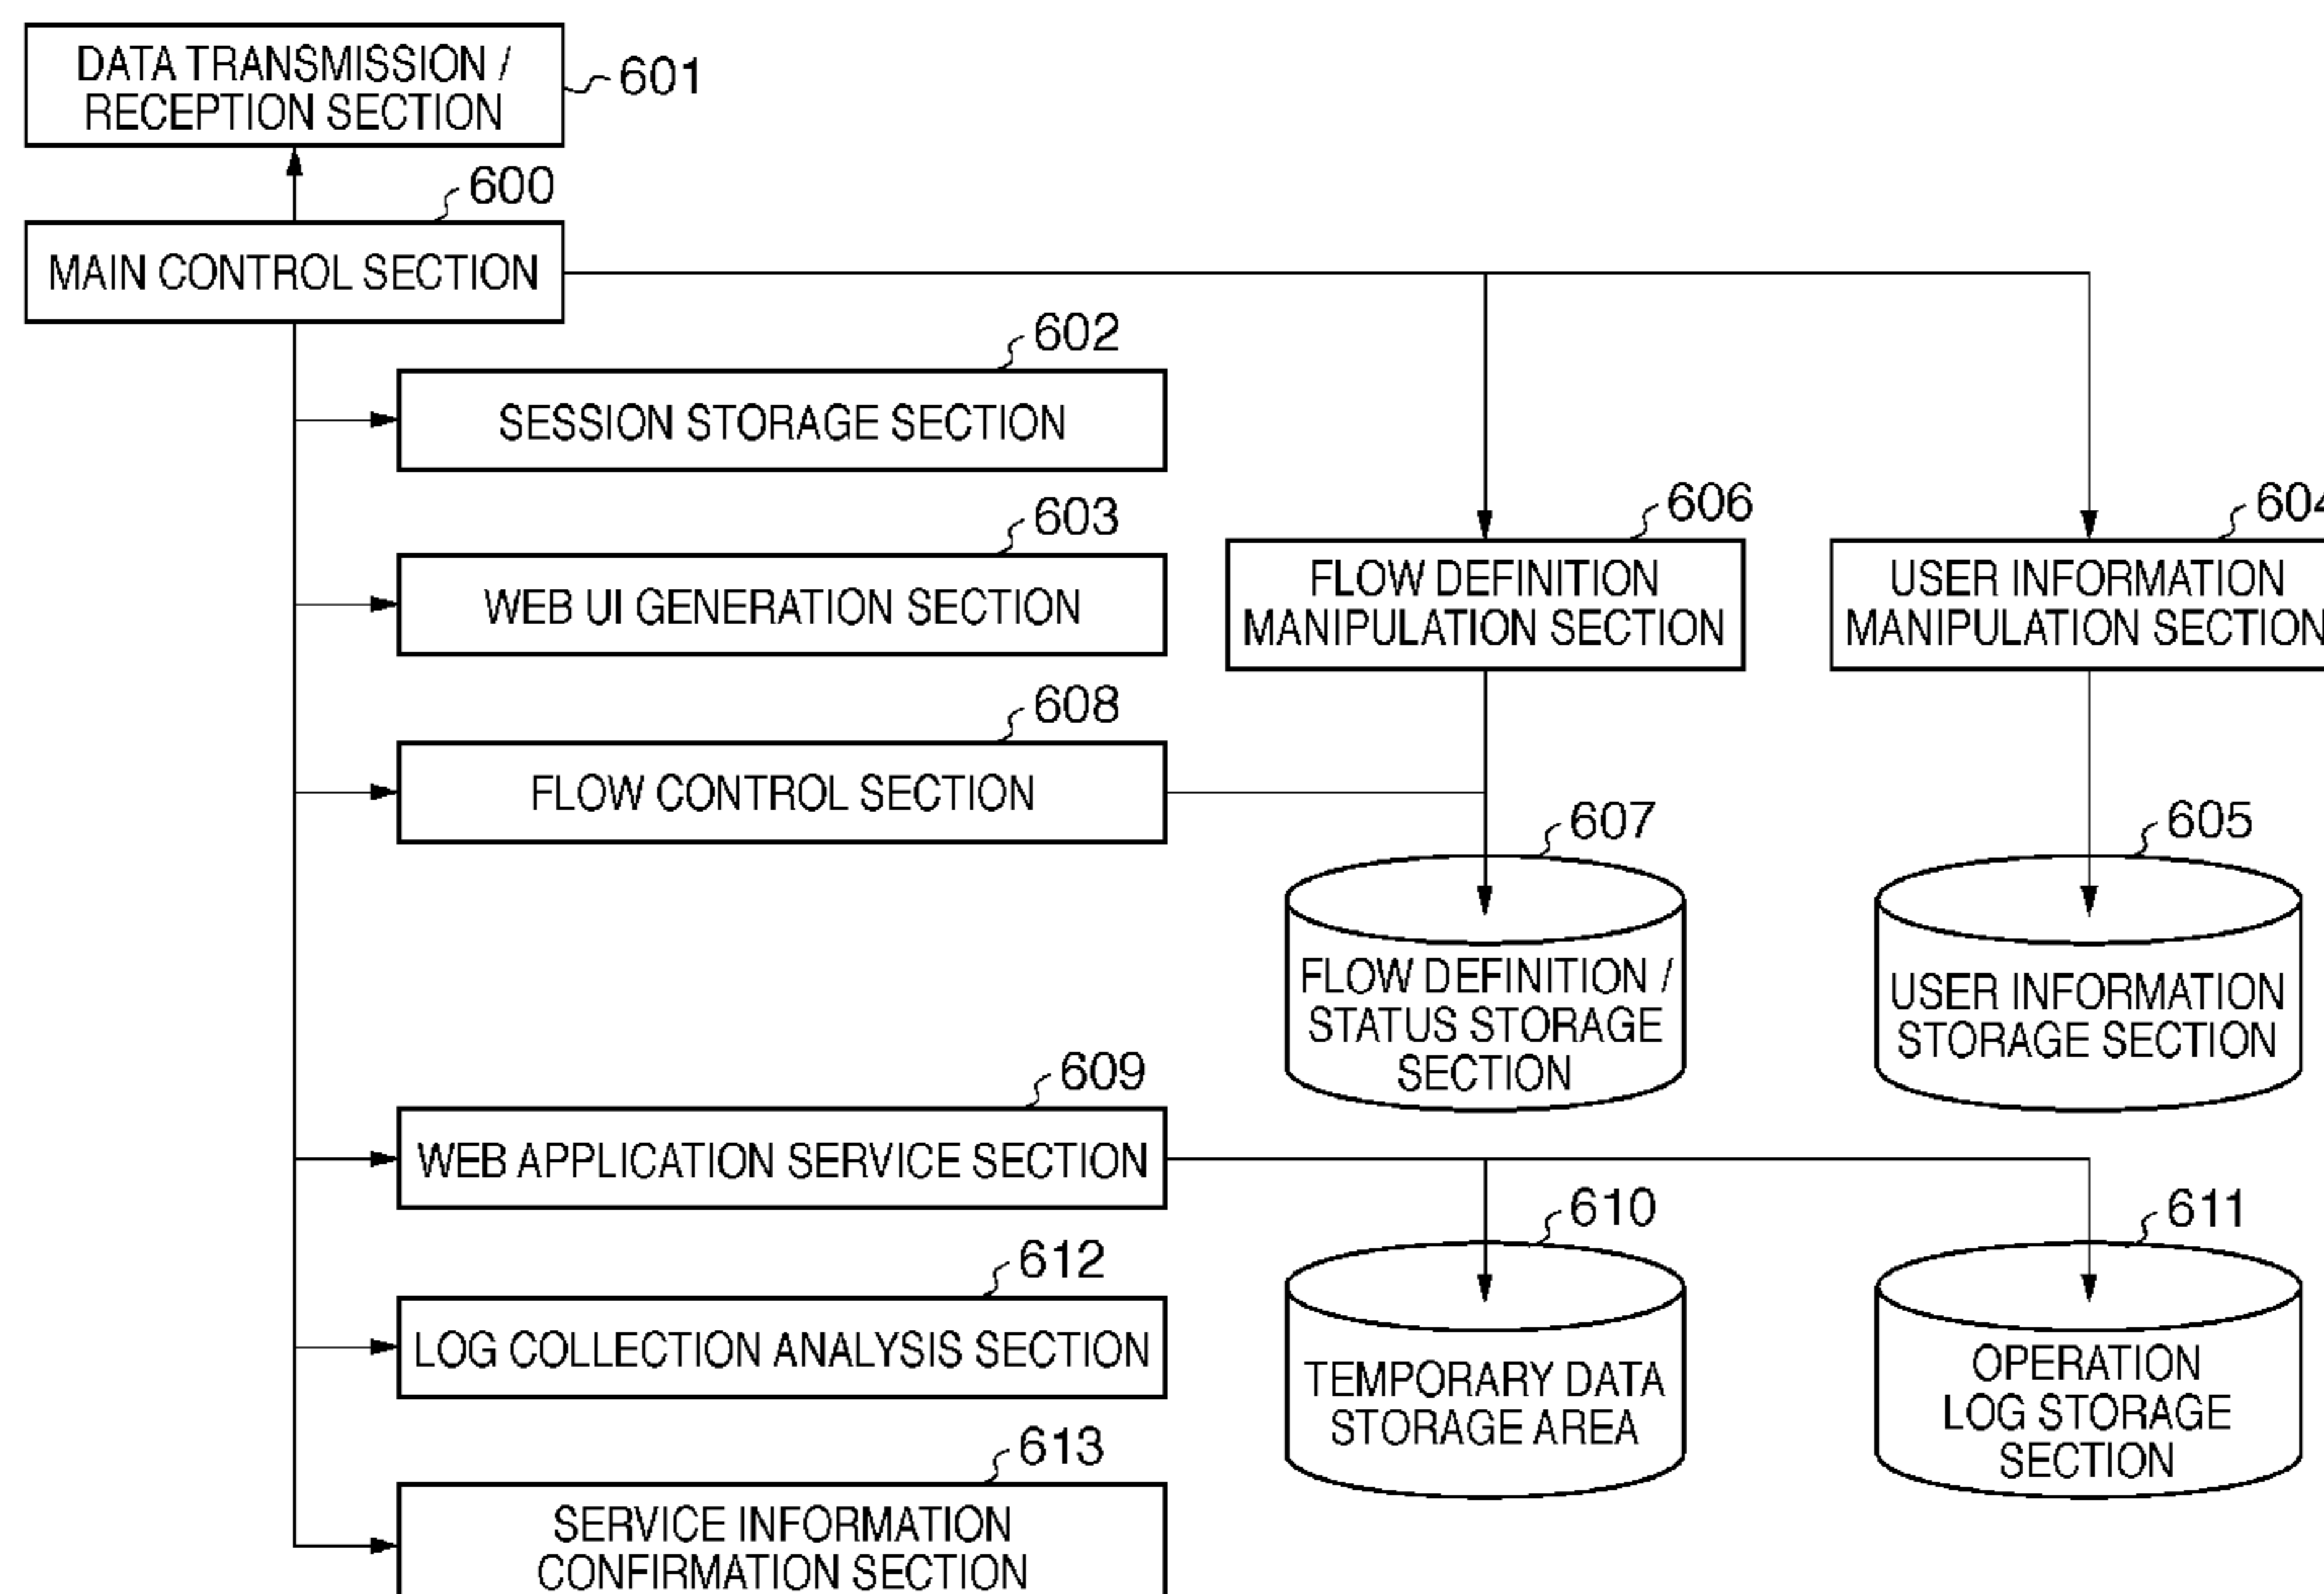 DATA TRANSMISSION /
RECEPTION SECTION
601
600
MAIN CONTROL SECTION
602
SESSION STORAGE SECTION
603
WEB UI GENERATION SECTION
606
FLOW DEFINITION
MANIPULATION SECTION
604
USER INFORMATION
MANIPULATION SECTION
608
FLOW CONTROL SECTION
607
FLOW DEFINITION /
STATUS STORAGE
SECTION
605
USER INFORMATION
STORAGE SECTION
609
WEB APPLICATION SERVICE SECTION
610
TEMPORARY DATA
STORAGE AREA
611
OPERATION
LOG STORAGE
SECTION
612
LOG COLLECTION ANALYSIS SECTION
613
SERVICE INFORMATION
CONFIRMATION SECTION